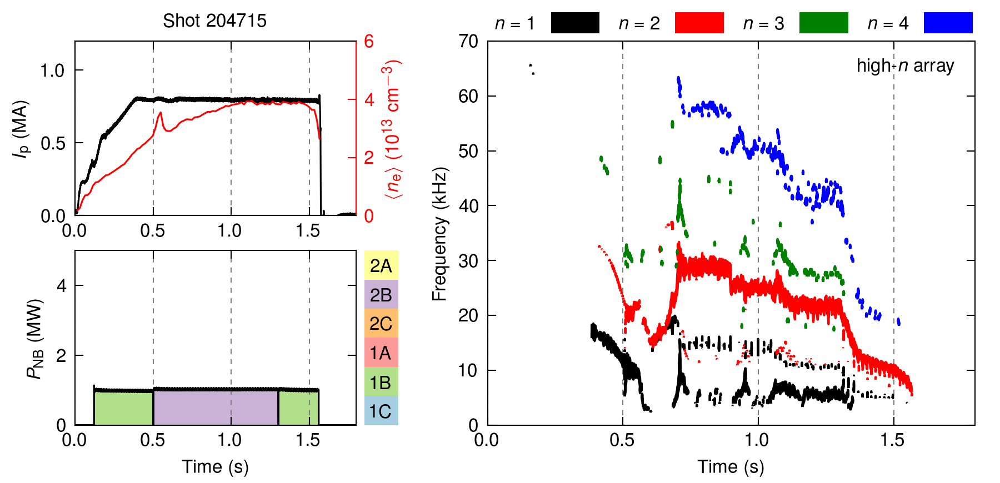 Shot 204715
1.0
0.5
0.0
I_p (MA)
6
4
2
0
⟨n_e⟩ (10^13 cm^−3)
0.0 0.5 1.0 1.5
4
2
0
P_NB (MW)
2A
2B
2C
1A
1B
1C
0.0 0.5 1.0 1.5
Time (s)
n = 1 n = 2 n = 3 n = 4
high-n array
70
60
50
40
30
20
10
0
Frequency (kHz)
0.0 0.5 1.0 1.5
Time (s)